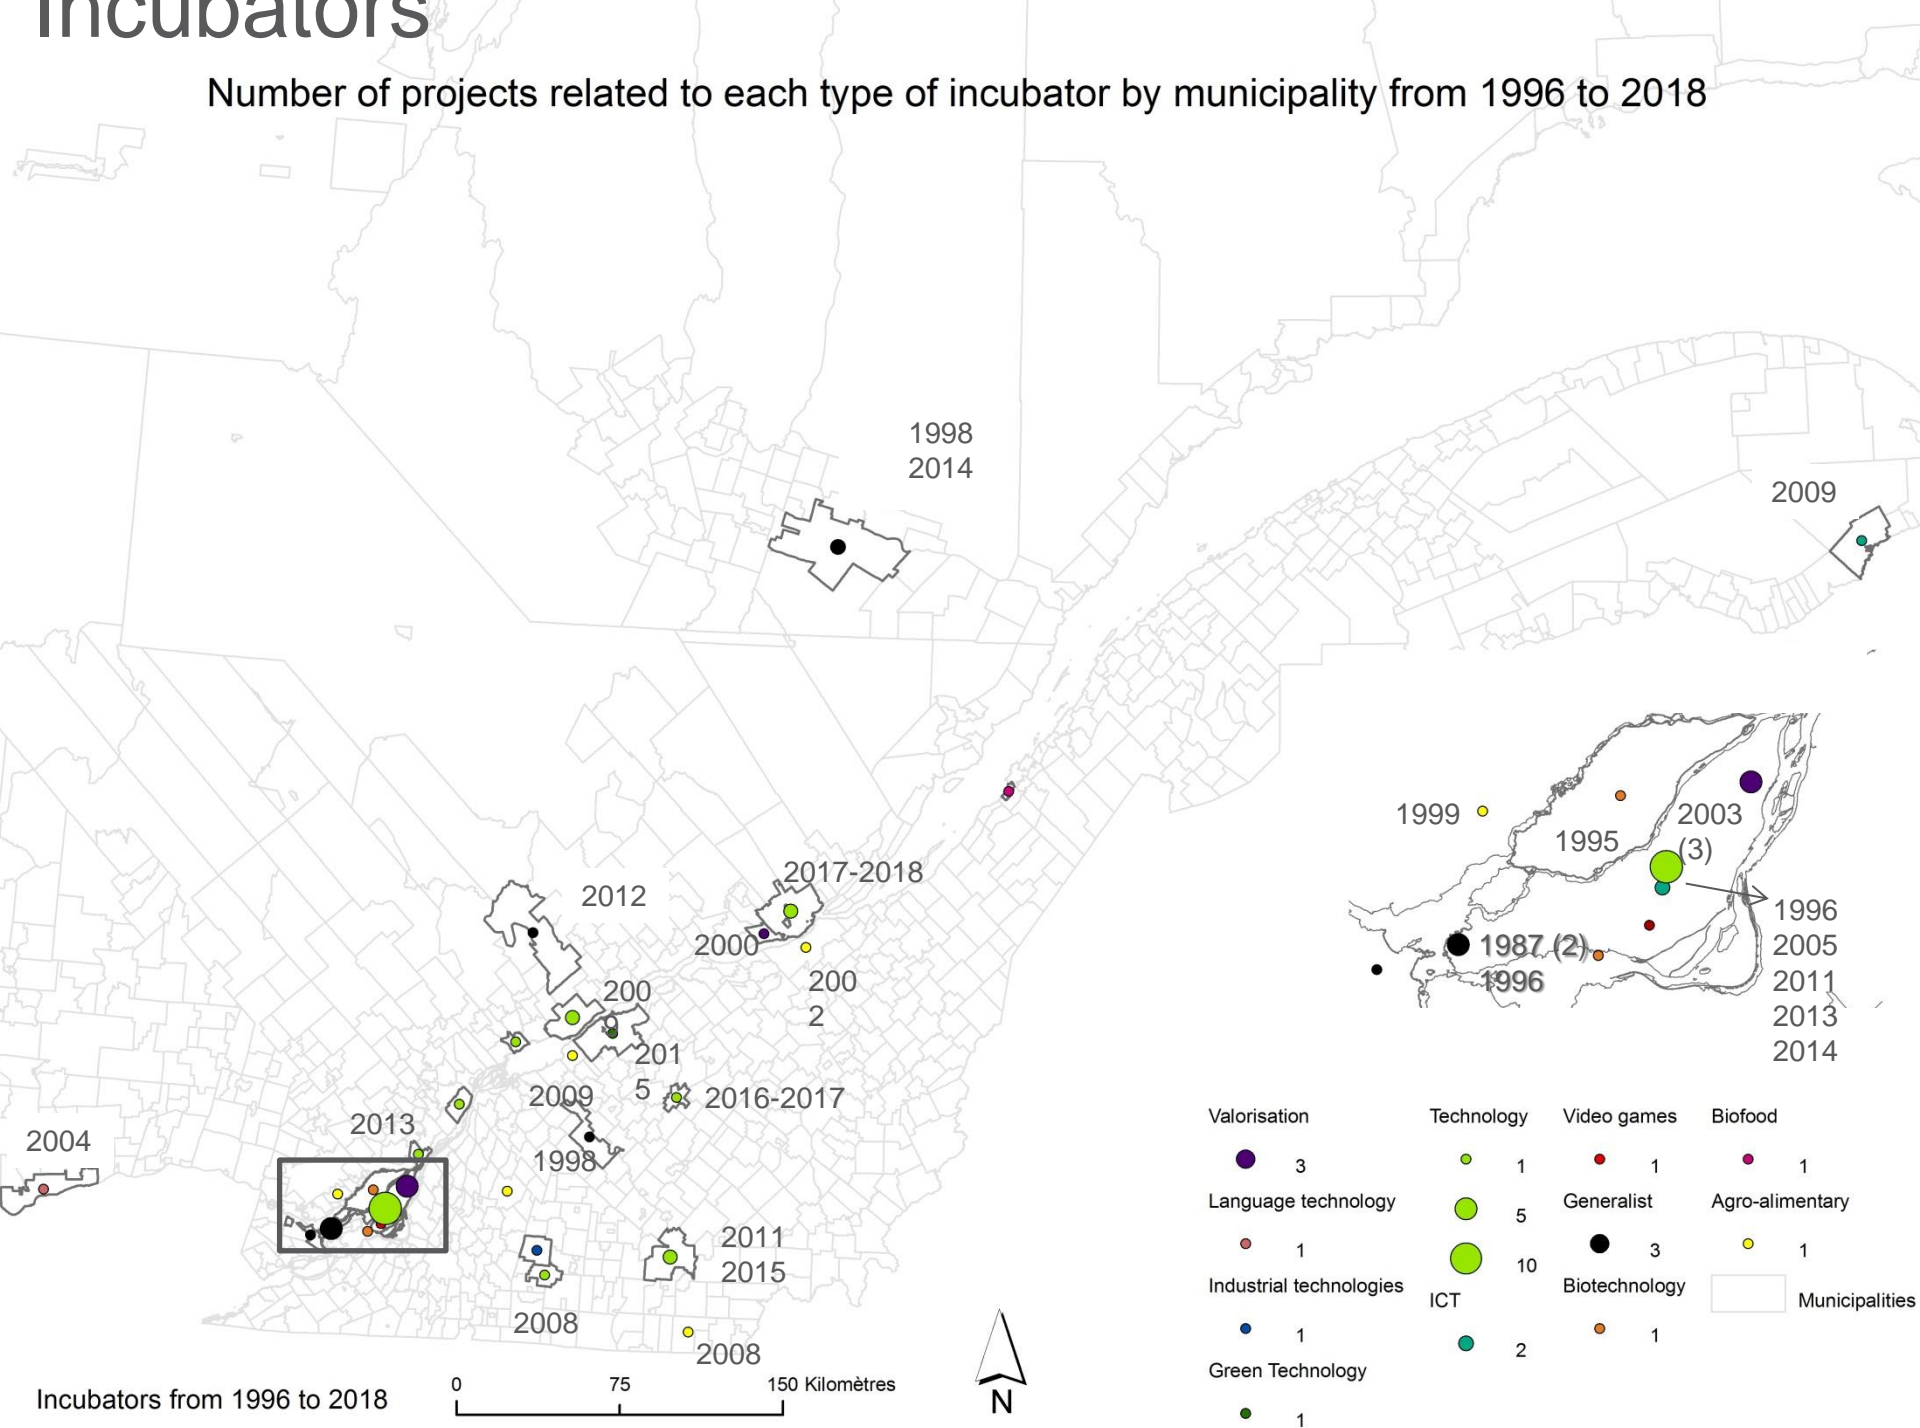 Incubators
Number of projects related to each type of incubator by municipality from 1996 to 2018
1998
2014
2009
1999
1995
2003
(3)
1987 (2)
1996
1996
2005
2011
2013
2014
2017-2018
2012
2000
200
2
200
201
5
2009
2016-2017
2013
2004
1998
2011
2015
2008
2008
Valorisation
3
Language technology
1
Industrial technologies
1
Green Technology
1
Technology
1
5
10
ICT
2
Video games
1
Generalist
3
Biotechnology
1
Biofood
1
Agro-alimentary
1
Municipalities
0 75 150 Kilomètres
N
Incubators from 1996 to 2018